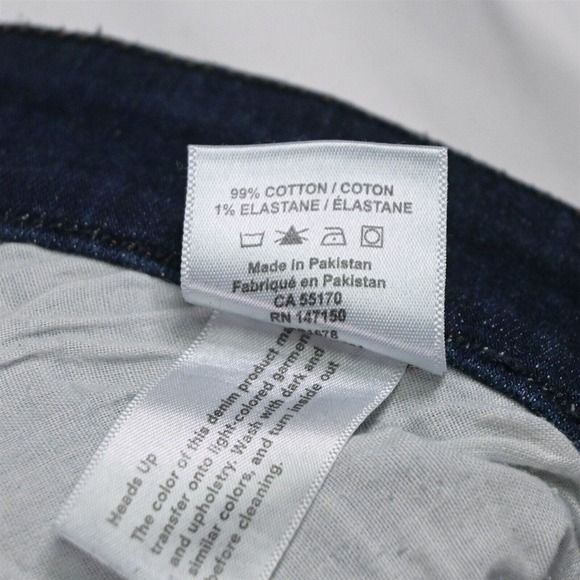 99% COTTON / COTON
1% ELASTANE / ÉLASTANE
Made in Pakistan
Fabriqué en Pakistan
CA 55170
RN 147150
Heads Up
The color of this denim product
transfer onto light-colored
and upholstery. Wash with dark and
similar colors, and turn inside out
before cleaning.